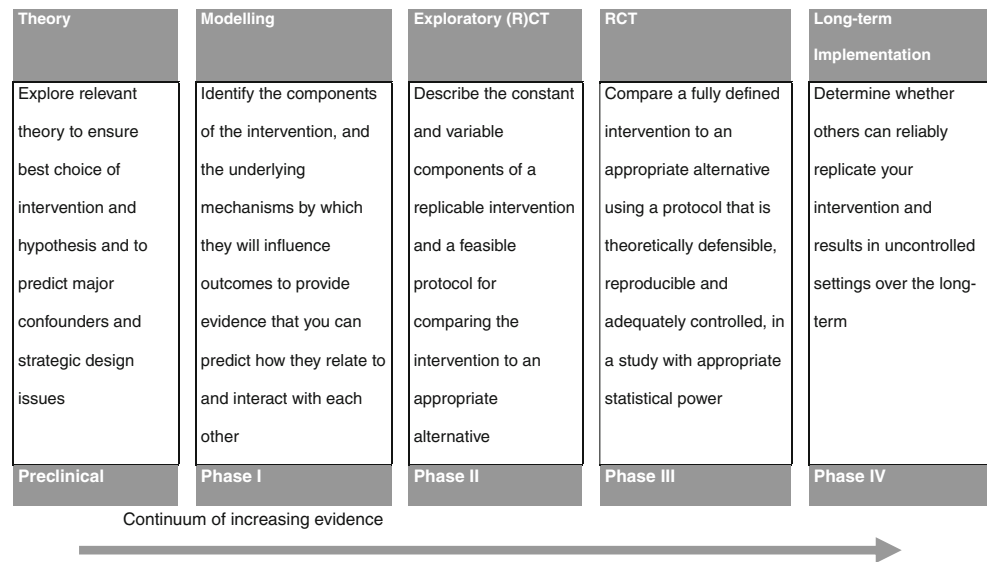 Theory
Explore relevant
theory to ensure
best choice of
intervention and
hypothesis and to
predict major
confounders and
strategic design
issues
Preclinical
Modelling
Identify the components
of the intervention, and
the underlying
mechanisms by which
they will influence
outcomes to provide
evidence that you can
predict how they relate to
and interact with each
other
Phase I
Exploratory (R)CT
Describe the constant
and variable
components of a
replicable intervention
and a feasible
protocol for
comparing the
intervention to an
appropriate
alternative
Phase II
RCT
Compare a fully defined
intervention to an
appropriate alternative
using a protocol that is
theoretically defensible,
reproducible and
adequately controlled, in
a study with appropriate
statistical power
Phase III
Long-term
Implementation
Determine whether
others can reliably
replicate your
intervention and
results in uncontrolled
settings over the long-
term
Phase IV
Continuum of increasing evidence